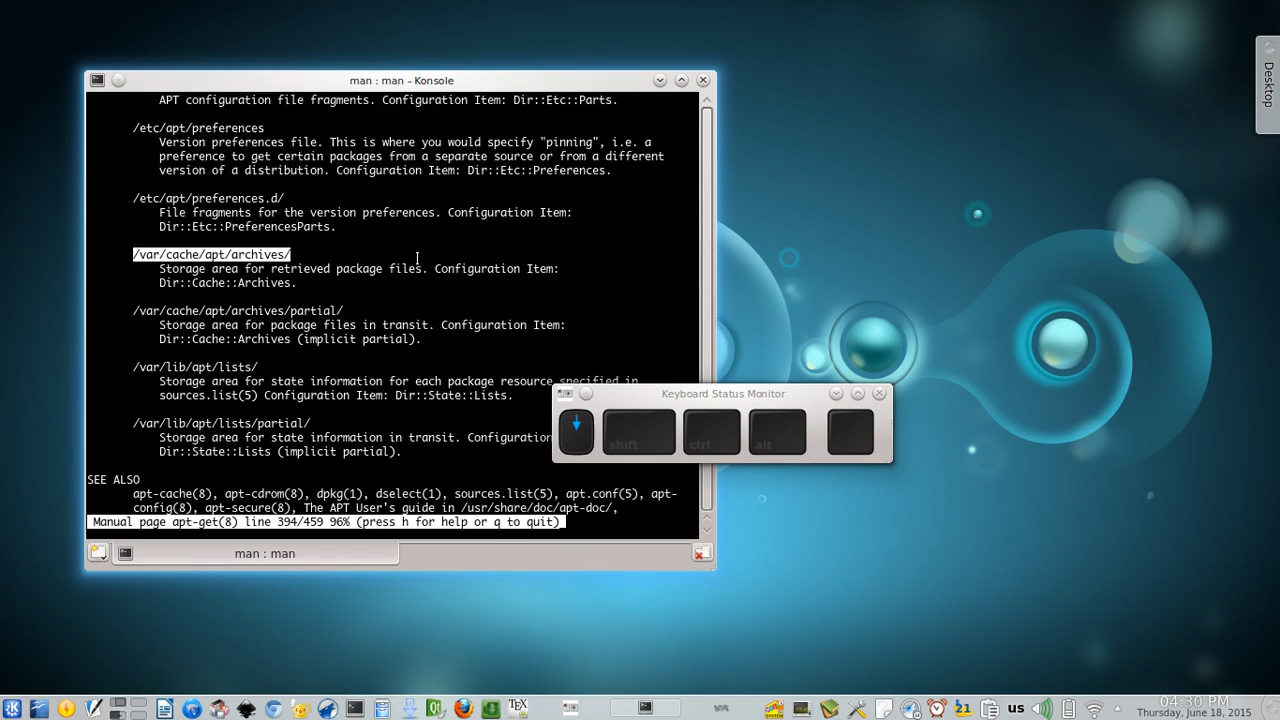 man : man – Konsole
APT configuration file fragments. Configuration Item: Dir::Etc::Parts.
/etc/apt/preferences
Version preferences file. This is where you would specify "pinning", i.e. a
preference to get certain packages from a separate source or from a different
version of a distribution. Configuration Item: Dir::Etc::Preferences.
/etc/apt/preferences.d/
File fragments for the version preferences. Configuration Item:
Dir::Etc::PreferencesParts.
/var/cache/apt/archives/
Storage area for retrieved package files. Configuration Item:
Dir::Cache::Archives.
/var/cache/apt/archives/partial/
Storage area for package files in transit. Configuration Item:
Dir::Cache::Archives (implicit partial).
/var/lib/apt/lists/
Storage area for state information for each package resource specified in
sources.list(5) Configuration Item: Dir::State::Lists.
/var/lib/apt/lists/partial/
Storage area for state information in transit. Configuration
Dir::State::Lists (implicit partial).
SEE ALSO
apt-cache(8), apt-cdrom(8), dpkg(1), dselect(1), sources.list(5), apt.conf(5), apt-
config(8), apt-secure(8), The APT User's guide in /usr/share/doc/apt-doc/,
Manual page apt-get(8) line 394/459 96% (press h for help or q to quit)
man : man
Keyboard Status Monitor
shift ctrl alt
Desktop
TEX
21
us
04:30 PM
Thursday, June 18, 2015